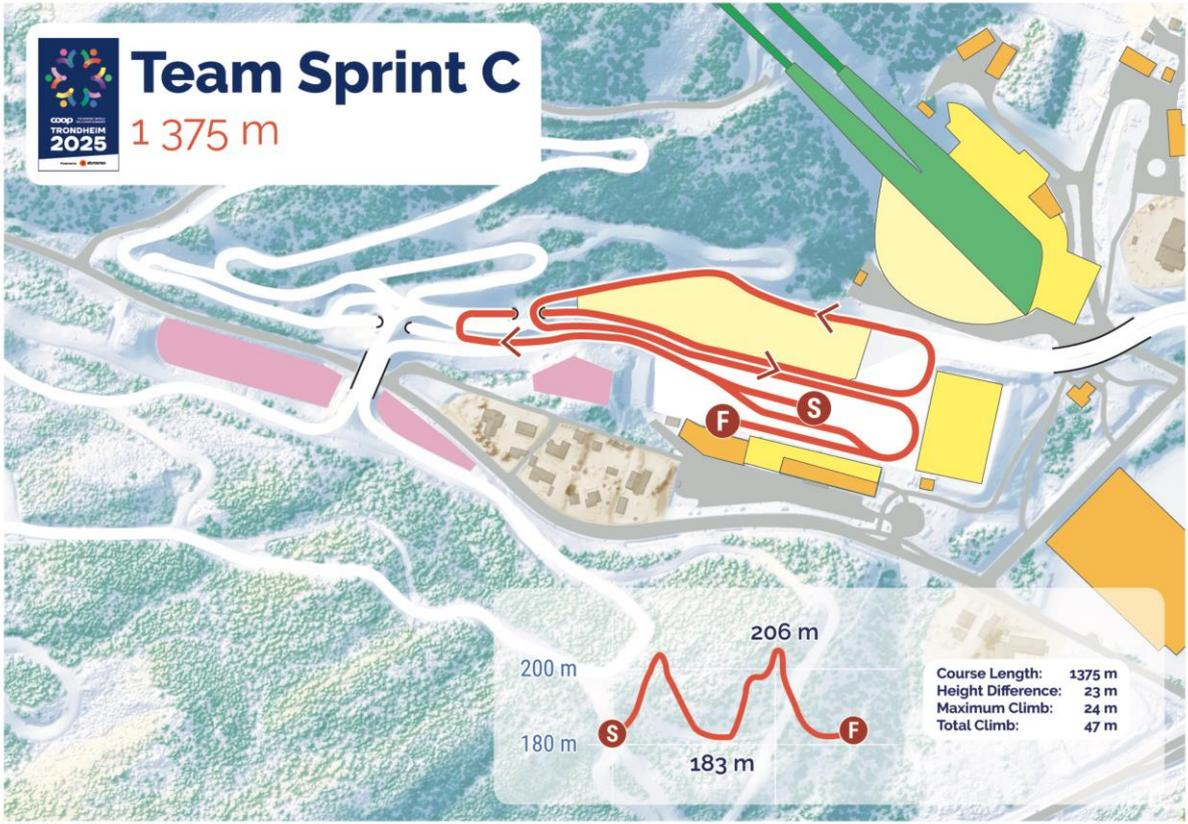 Team Sprint C
1 375 m
coop
TRONDHEIM
2025
F
S
206 m
200 m
S
F
180 m
183 m
Course Length: 1375 m
Height Difference: 23 m
Maximum Climb: 24 m
Total Climb: 47 m